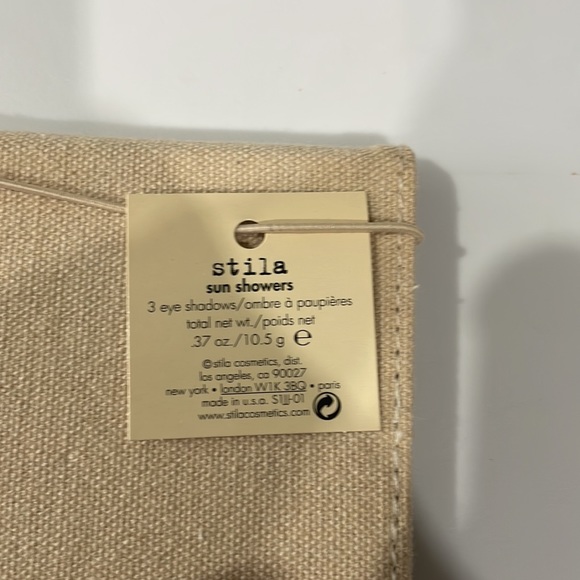 stila
sun showers
3 eye shadows/ombre à paupières
total net wt./poids net
.37 oz./10.5 g ℮
©stila cosmetics, dist.
los angeles, ca 90027
new york • london W1K 3BQ • paris
made in u.s.a. S1JJ-01
www.stilacosmetics.com